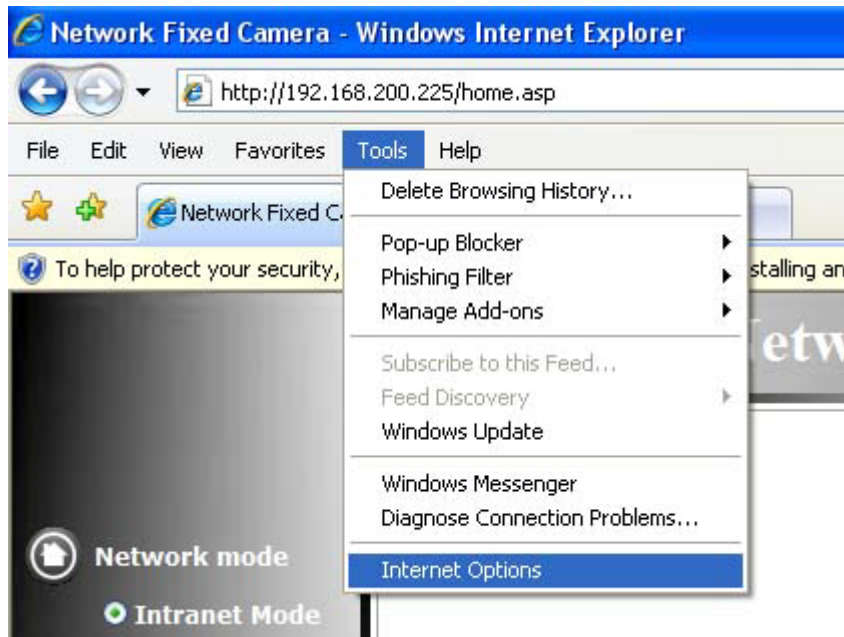 Network Fixed Camera - Windows Internet Explorer
http://192.168.200.225/home.asp
File Edit View Favorites Tools Help
Network Fixed
To help protect your security,
Delete Browsing History...
Pop-up Blocker
Phishing Filter
Manage Add-ons
Subscribe to this Feed...
Feed Discovery
Windows Update
Windows Messenger
Diagnose Connection Problems...
Internet Options
Network mode
Intranet Mode